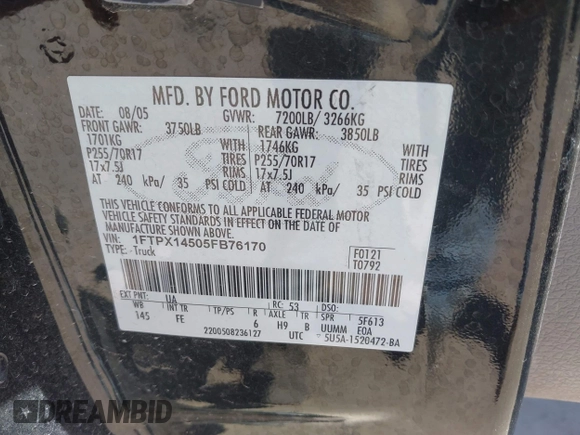 MFD. BY FORD MOTOR CO.
DATE: 08/05 GVWR: 7200LB/ 3266KG
FRONT GAWR: 3750LB REAR GAWR: 3850LB
1701KG WITH 1746KG WITH
P255/70R17 TIRES P255/70R17 TIRES
17x7.5J RIMS 17x7.5J RIMS
AT 240 kPa/ 35 PSI COLD AT 240 kPa/ 35 PSI COLD
THIS VEHICLE CONFORMS TO ALL APPLICABLE FEDERAL MOTOR
VEHICLE SAFETY STANDARDS IN EFFECT ON THE DATE OF
MANUFACTURE SHOWN ABOVE.
VIN: 1FTPX14505FB76170
TYPE: Truck
F0121
T0792
EXT PNT: UA RC: 53 DSO:
WB INT TR TP/PS R AXLE TR SPR 5F613
145 FE 6 H9 B UUMM EOA
2200508236127 UTC 5U5A-1520472-BA
Ford
DREAMBID